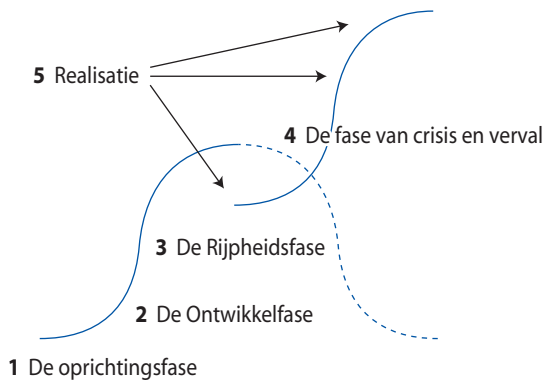 5 Realisatie
4 De fase van crisis en verval
3 De Rijpheidsfase
2 De Ontwikkelfase
1 De oprichtingsfase